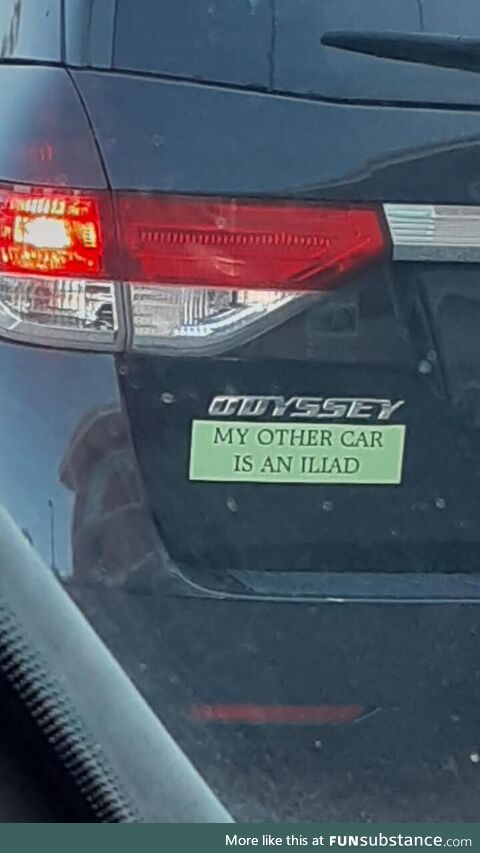 ODYSSEY
MY OTHER CAR
IS AN ILIAD
More like this at FUNsubstance.com